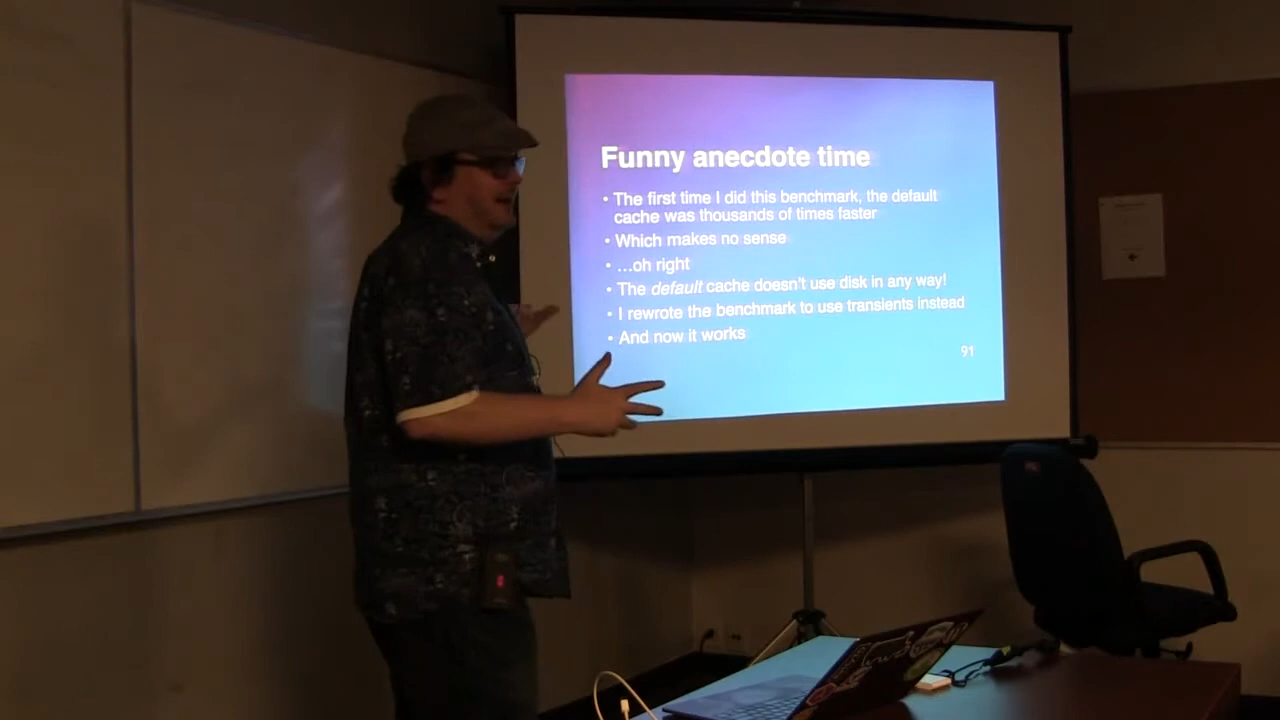 Funny anecdote time
• The first time I did this benchmark, the default
cache was thousands of times faster
• Which makes no sense
• ...oh right
• The default cache doesn't use disk in any way!
• I rewrote the benchmark to use transients instead
• And now it works
91